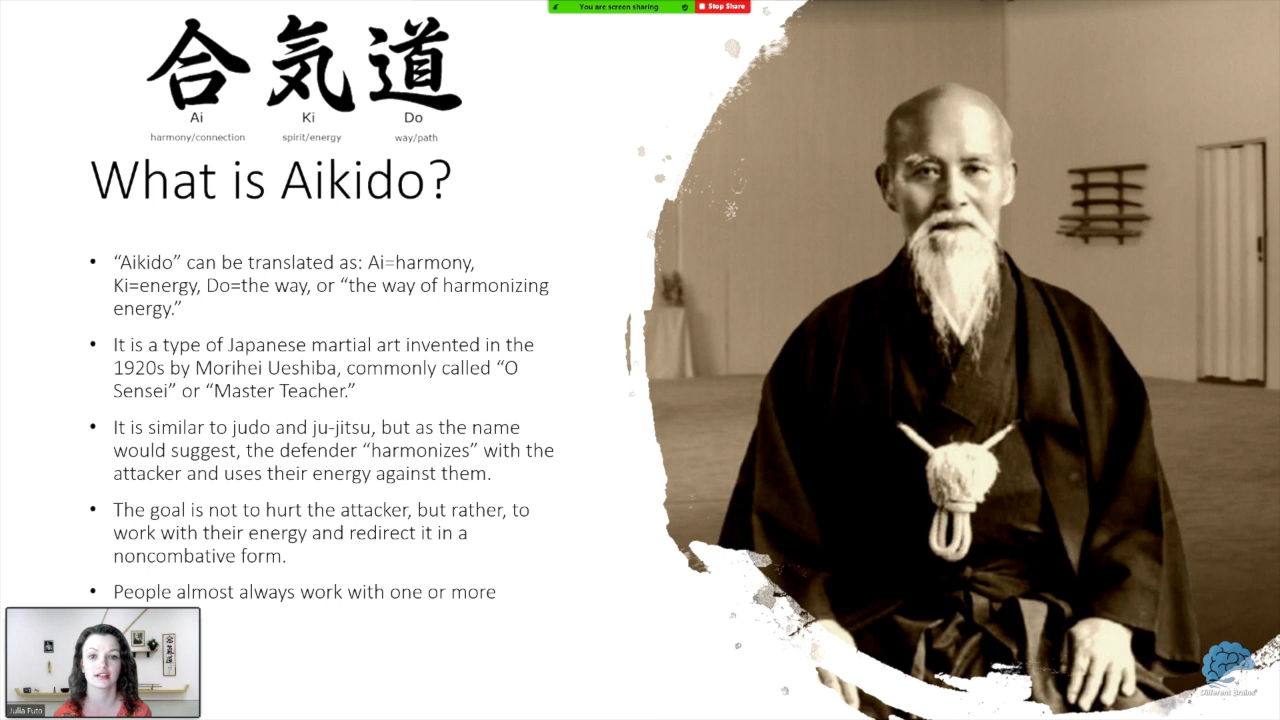 You are screen sharing
Stop Share
合気道
Ai Ki Do
harmony/connection spirit/energy way/path
What is Aikido?
• “Aikido” can be translated as: Ai=harmony,
Ki=energy, Do=the way, or “the way of harmonizing
energy.”
• It is a type of Japanese martial art invented in the
1920s by Morihei Ueshiba, commonly called “O
Sensei” or “Master Teacher.”
• It is similar to judo and ju-jitsu, but as the name
would suggest, the defender “harmonizes” with the
attacker and uses their energy against them.
• The goal is not to hurt the attacker, but rather, to
work with their energy and redirect it in a
noncombative form.
• People almost always work with one or more
Julia Futo
Different Brains